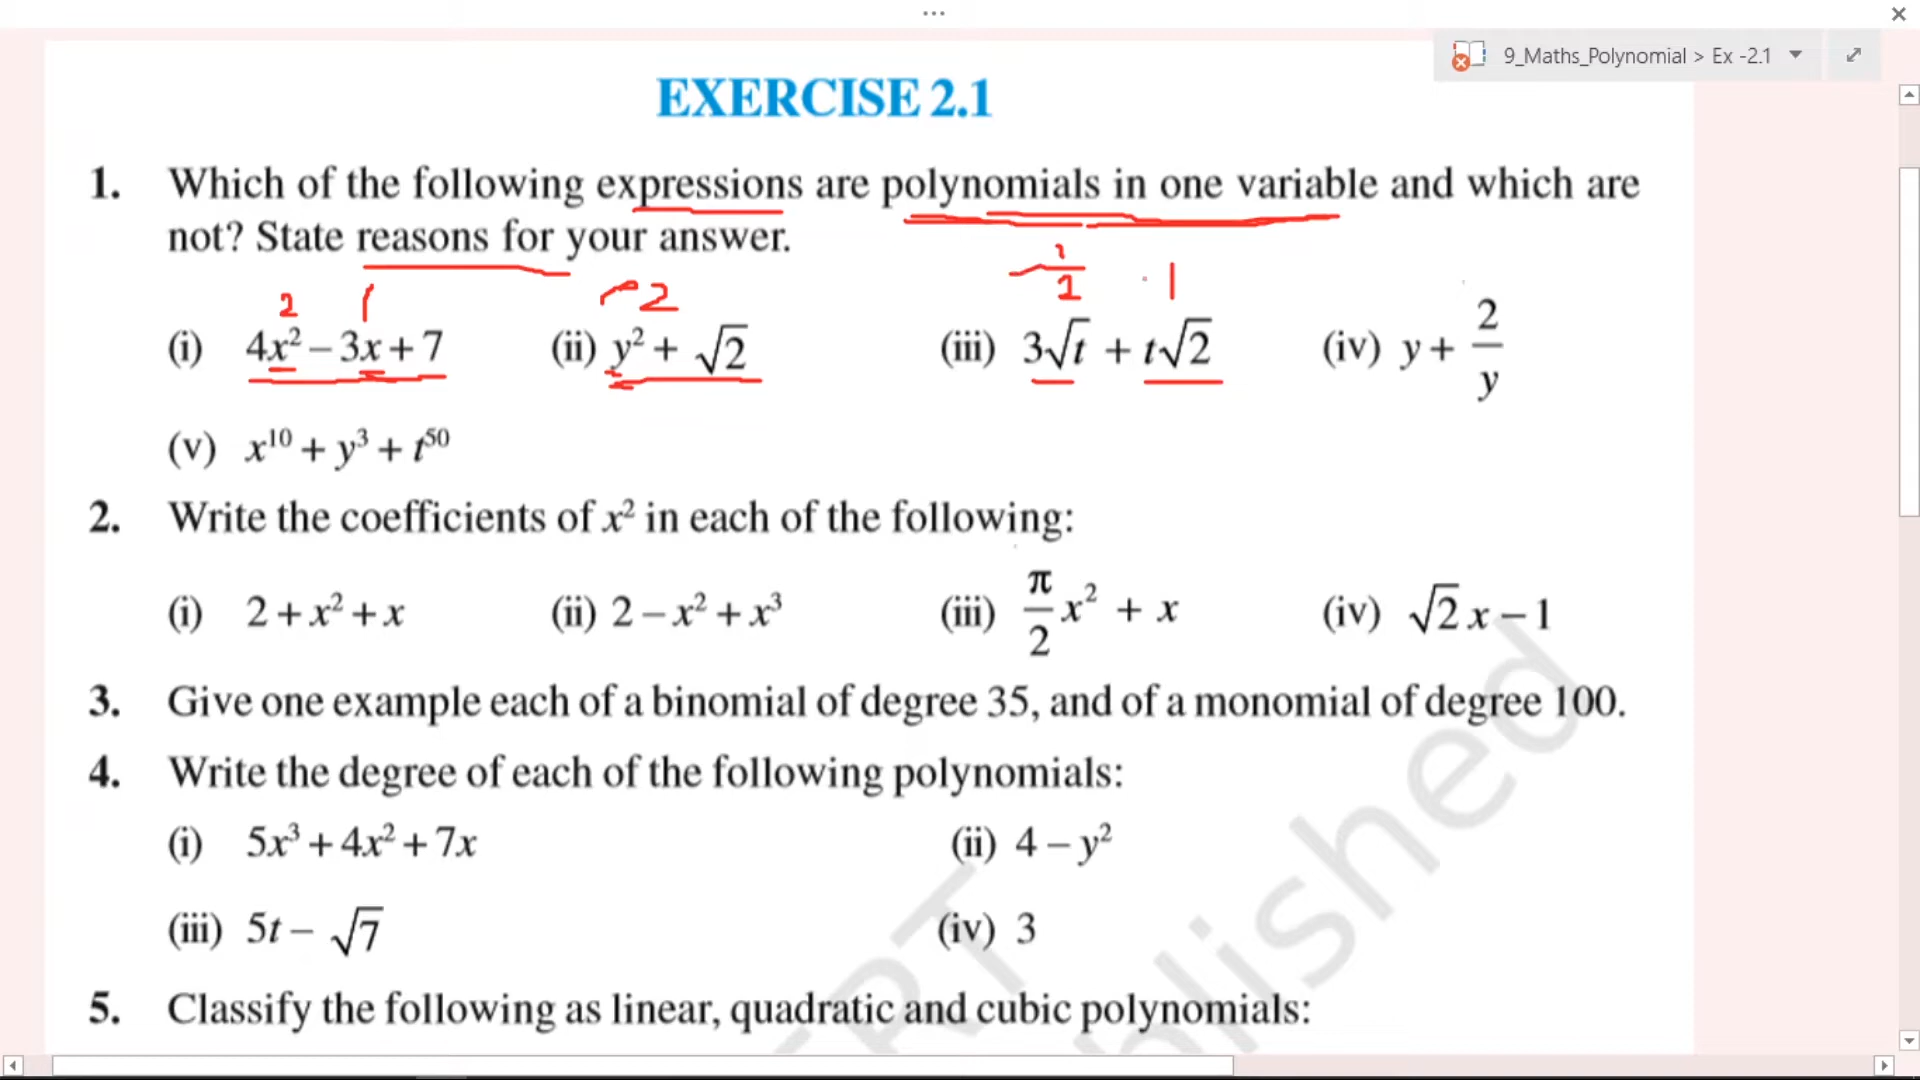 ...
9_Maths_Polynomial > Ex -2.1
EXERCISE 2.1
1. Which of the following expressions are polynomials in one variable and which are
not? State reasons for your answer.
2 1 2 1/2 1
(i) 4x² – 3x + 7 (ii) y² + √2 (iii) 3√t + t√2 (iv) y + 2/y
(v) x¹⁰ + y³ + t⁵⁰
2. Write the coefficients of x² in each of the following:
(i) 2 + x² + x (ii) 2 – x² + x³ (iii) π/2 x² + x (iv) √2 x – 1
3. Give one example each of a binomial of degree 35, and of a monomial of degree 100.
4. Write the degree of each of the following polynomials:
(i) 5x³ + 4x² + 7x (ii) 4 – y²
(iii) 5t – √7 (iv) 3
5. Classify the following as linear, quadratic and cubic polynomials: